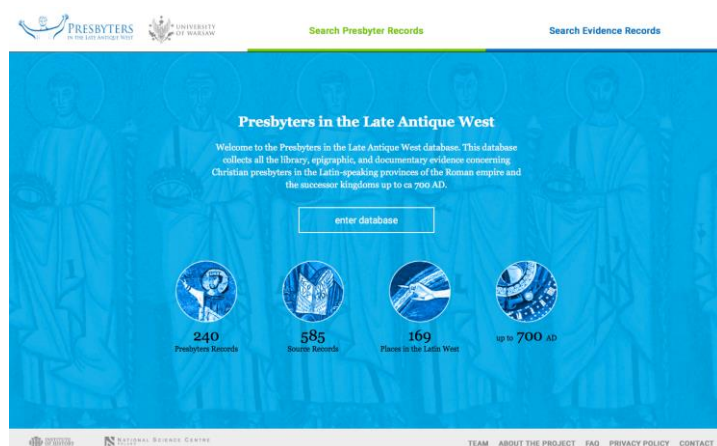 PRESBYTERS
IN THE LATE ANTIQUE WEST
UNIVERSITY
OF WARSAW
Search Presbyter Records
Search Evidence Records
Presbyters in the Late Antique West
Welcome to the Presbyters in the Late Antique West database. This database
collects all the library, epigraphic, and documentary evidence concerning
Christian presbyters in the Latin-speaking provinces of the Roman empire and
the successor kingdoms up to ca 700 AD.
enter database
240
Presbyters Records
585
Source Records
169
Places in the Latin West
up to 700 AD
INSTITUTE
OF HISTORY
NATIONAL SCIENCE CENTRE
TEAM ABOUT THE PROJECT FAQ PRIVACY POLICY CONTACT